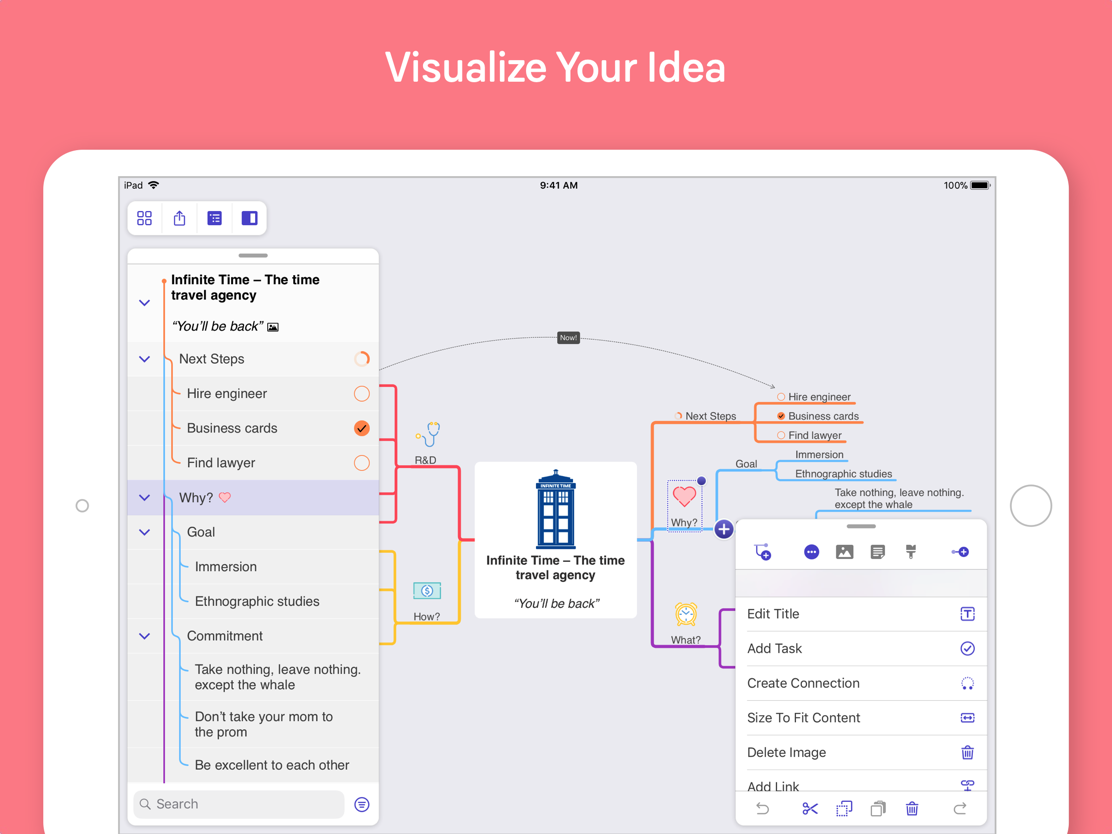 Visualize Your Idea
iPad
9:41 AM
100%
Infinite Time – The time
travel agency
“You’ll be back”
Next Steps
Hire engineer
Business cards
Find lawyer
Why?
Goal
Immersion
Ethnographic studies
Commitment
Take nothing, leave nothing.
except the whale
Don’t take your mom to
the prom
Be excellent to each other
Search
Now!
R&D
How?
INFINITE TIME
Infinite Time – The time
travel agency
“You’ll be back”
Next Steps
Hire engineer
Business cards
Find lawyer
Why?
Goal
Immersion
Ethnographic studies
Take nothing, leave nothing.
except the whale
What?
Edit Title
Add Task
Create Connection
Size To Fit Content
Delete Image
Add Link